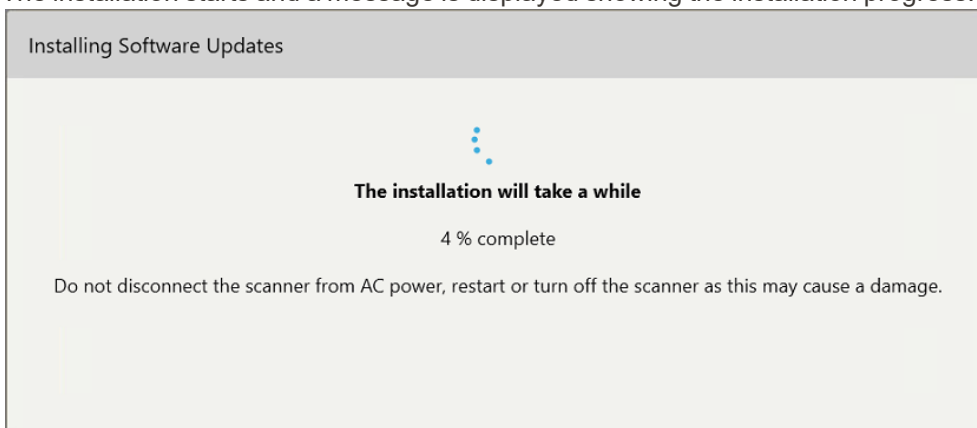 The installation starts and a message is displayed showing the installation progress.
Installing Software Updates
The installation will take a while
4 % complete
Do not disconnect the scanner from AC power, restart or turn off the scanner as this may cause a damage.